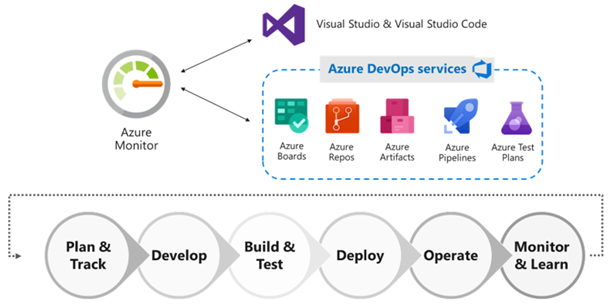 Visual Studio & Visual Studio Code
Azure DevOps services
Azure
Monitor
Azure
Boards
Azure
Repos
Azure
Artifacts
Azure
Pipelines
Azure Test
Plans
Plan &
Track
Develop
Build &
Test
Deploy
Operate
Monitor
& Learn